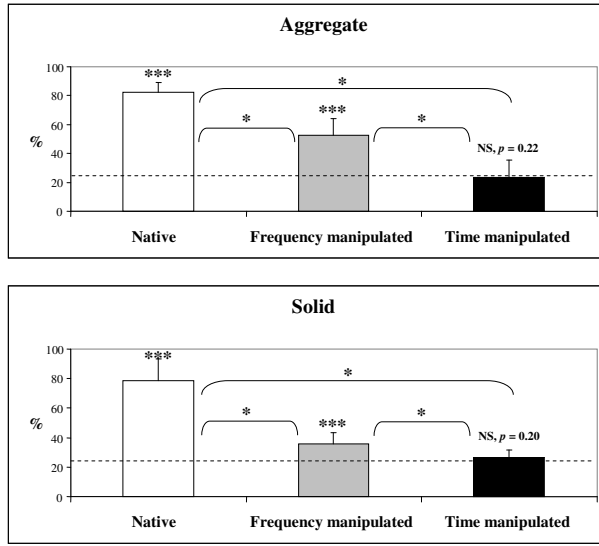 Aggregate
100
80
60
40
20
0
%
***
***
*
*
*
NS, p = 0.22
Native
Frequency manipulated
Time manipulated
Solid
100
80
60
40
20
0
%
***
***
*
*
*
NS, p = 0.20
Native
Frequency manipulated
Time manipulated